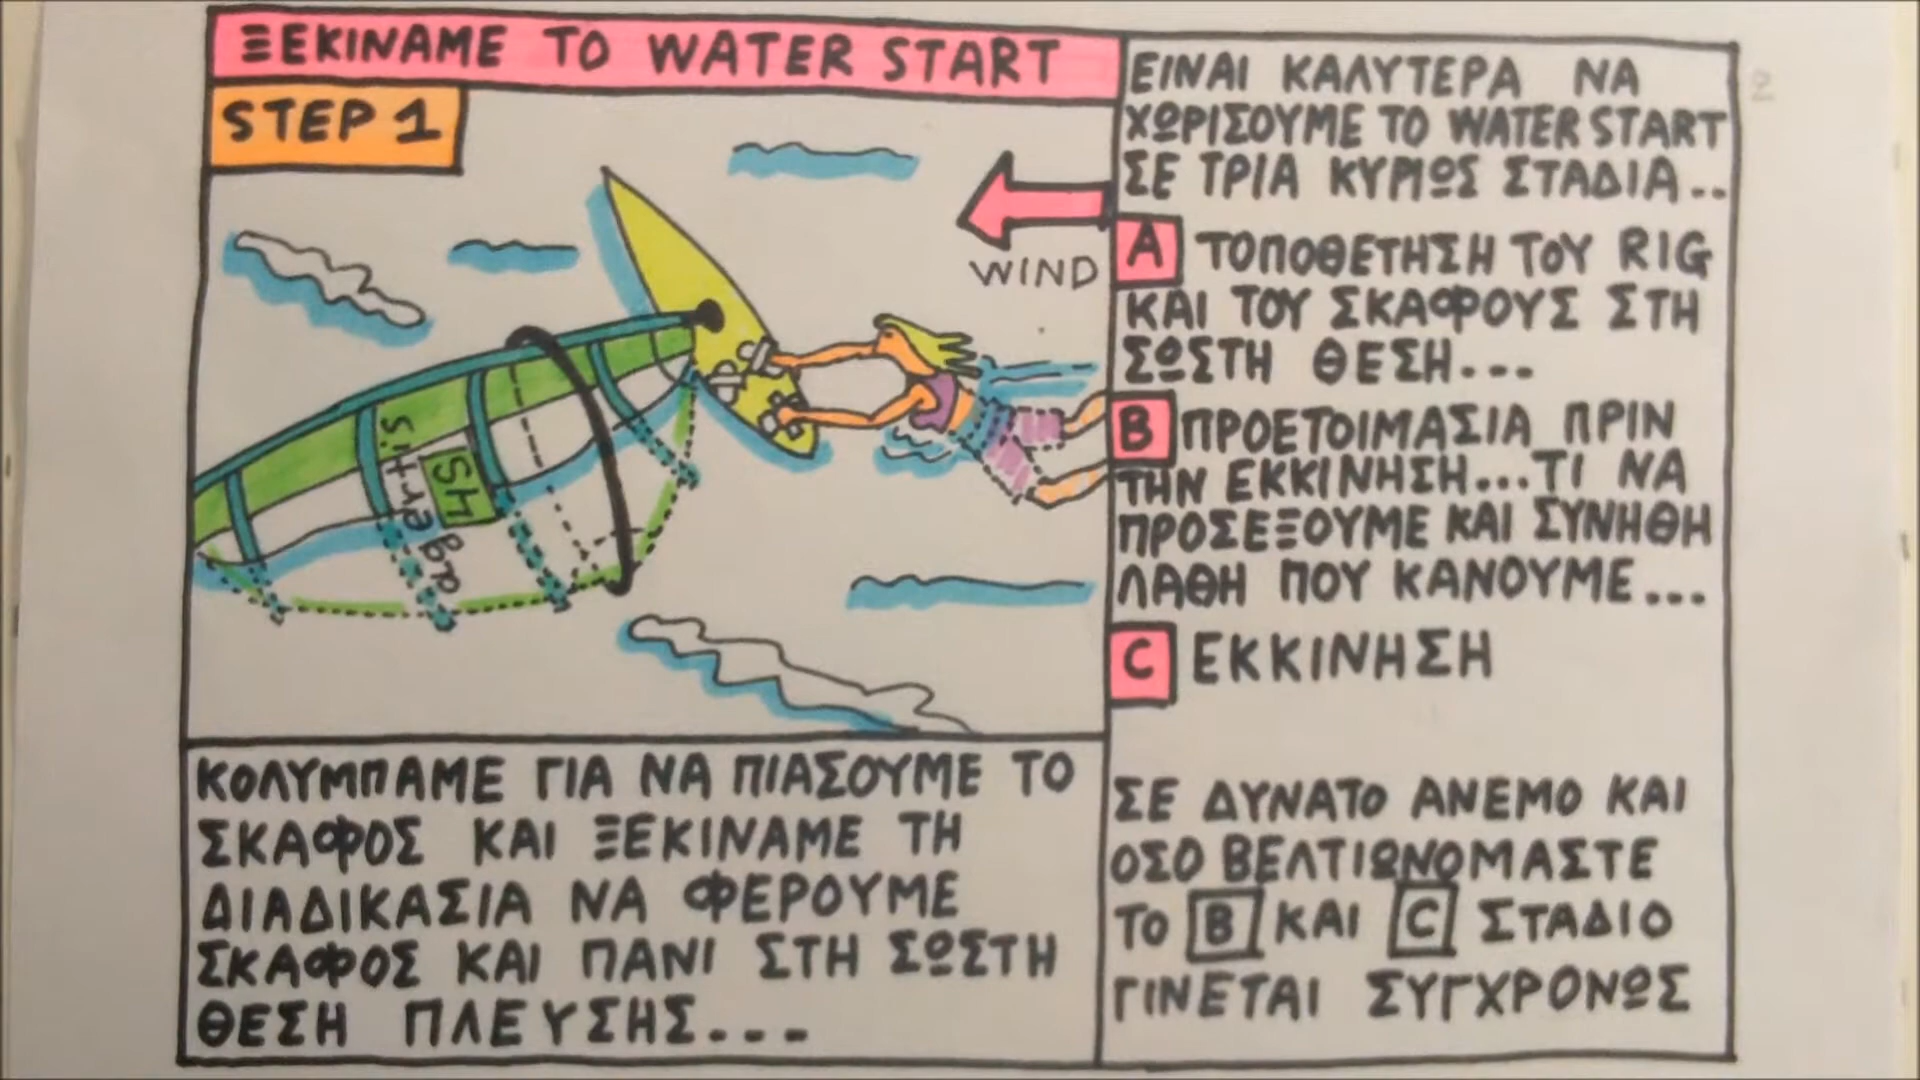 ΞΕΚΙΝΑΜΕ ΤΟ WATER START
STEP 1
WIND
ΚΟΛΥΜΠΑΜΕ ΓΙΑ ΝΑ ΠΙΑΣΟΥΜΕ ΤΟ
ΣΚΑΦΟΣ ΚΑΙ ΞΕΚΙΝΑΜΕ ΤΗ
ΔΙΑΔΙΚΑΣΙΑ ΝΑ ΦΕΡΟΥΜΕ
ΣΚΑΦΟΣ ΚΑΙ ΠΑΝΙ ΣΤΗ ΣΩΣΤΗ
ΘΕΣΗ ΠΛΕΥΣΗΣ...
ΕΙΝΑΙ ΚΑΛΥΤΕΡΑ ΝΑ
ΧΩΡΙΣΟΥΜΕ ΤΟ WATER START
ΣΕ ΤΡΙΑ ΚΥΡΙΩΣ ΣΤΑΔΙΑ..
A ΤΟΠΟΘΕΤΗΣΗ ΤΟΥ RIG
ΚΑΙ ΤΟΥ ΣΚΑΦΟΥΣ ΣΤΗ
ΣΩΣΤΗ ΘΕΣΗ...
B ΠΡΟΕΤΟΙΜΑΣΙΑ ΠΡΙΝ
ΤΗΝ ΕΚΚΙΝΗΣΗ...ΤΙ ΝΑ
ΠΡΟΣΕΞΟΥΜΕ ΚΑΙ ΣΥΝΗΘΗ
ΛΑΘΗ ΠΟΥ ΚΑΝΟΥΜΕ...
C ΕΚΚΙΝΗΣΗ
ΣΕ ΔΥΝΑΤΟ ΑΝΕΜΟ ΚΑΙ
ΟΣΟ ΒΕΛΤΙΩΝΟΜΑΣΤΕ
ΤΟ B ΚΑΙ C ΣΤΑΔΙΟ
ΓΙΝΕΤΑΙ ΣΥΓΧΡΟΝΩΣ